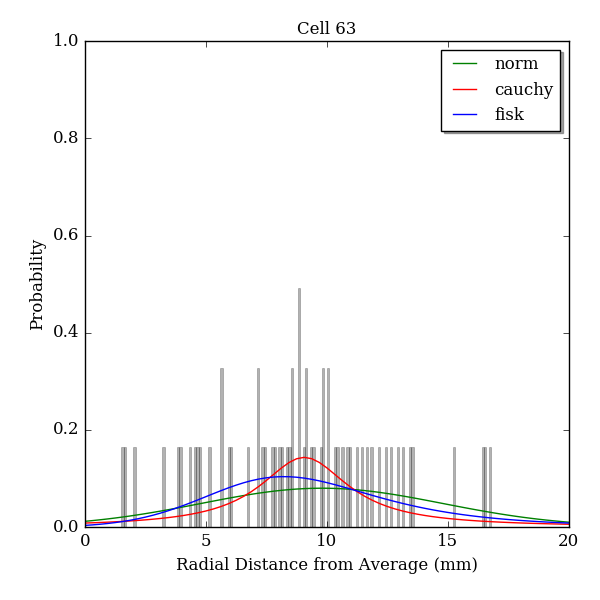 Cell 63
norm
cauchy
fisk
Probability
1.0
0.8
0.6
0.4
0.2
0.0
0 5 10 15 20
Radial Distance from Average (mm)